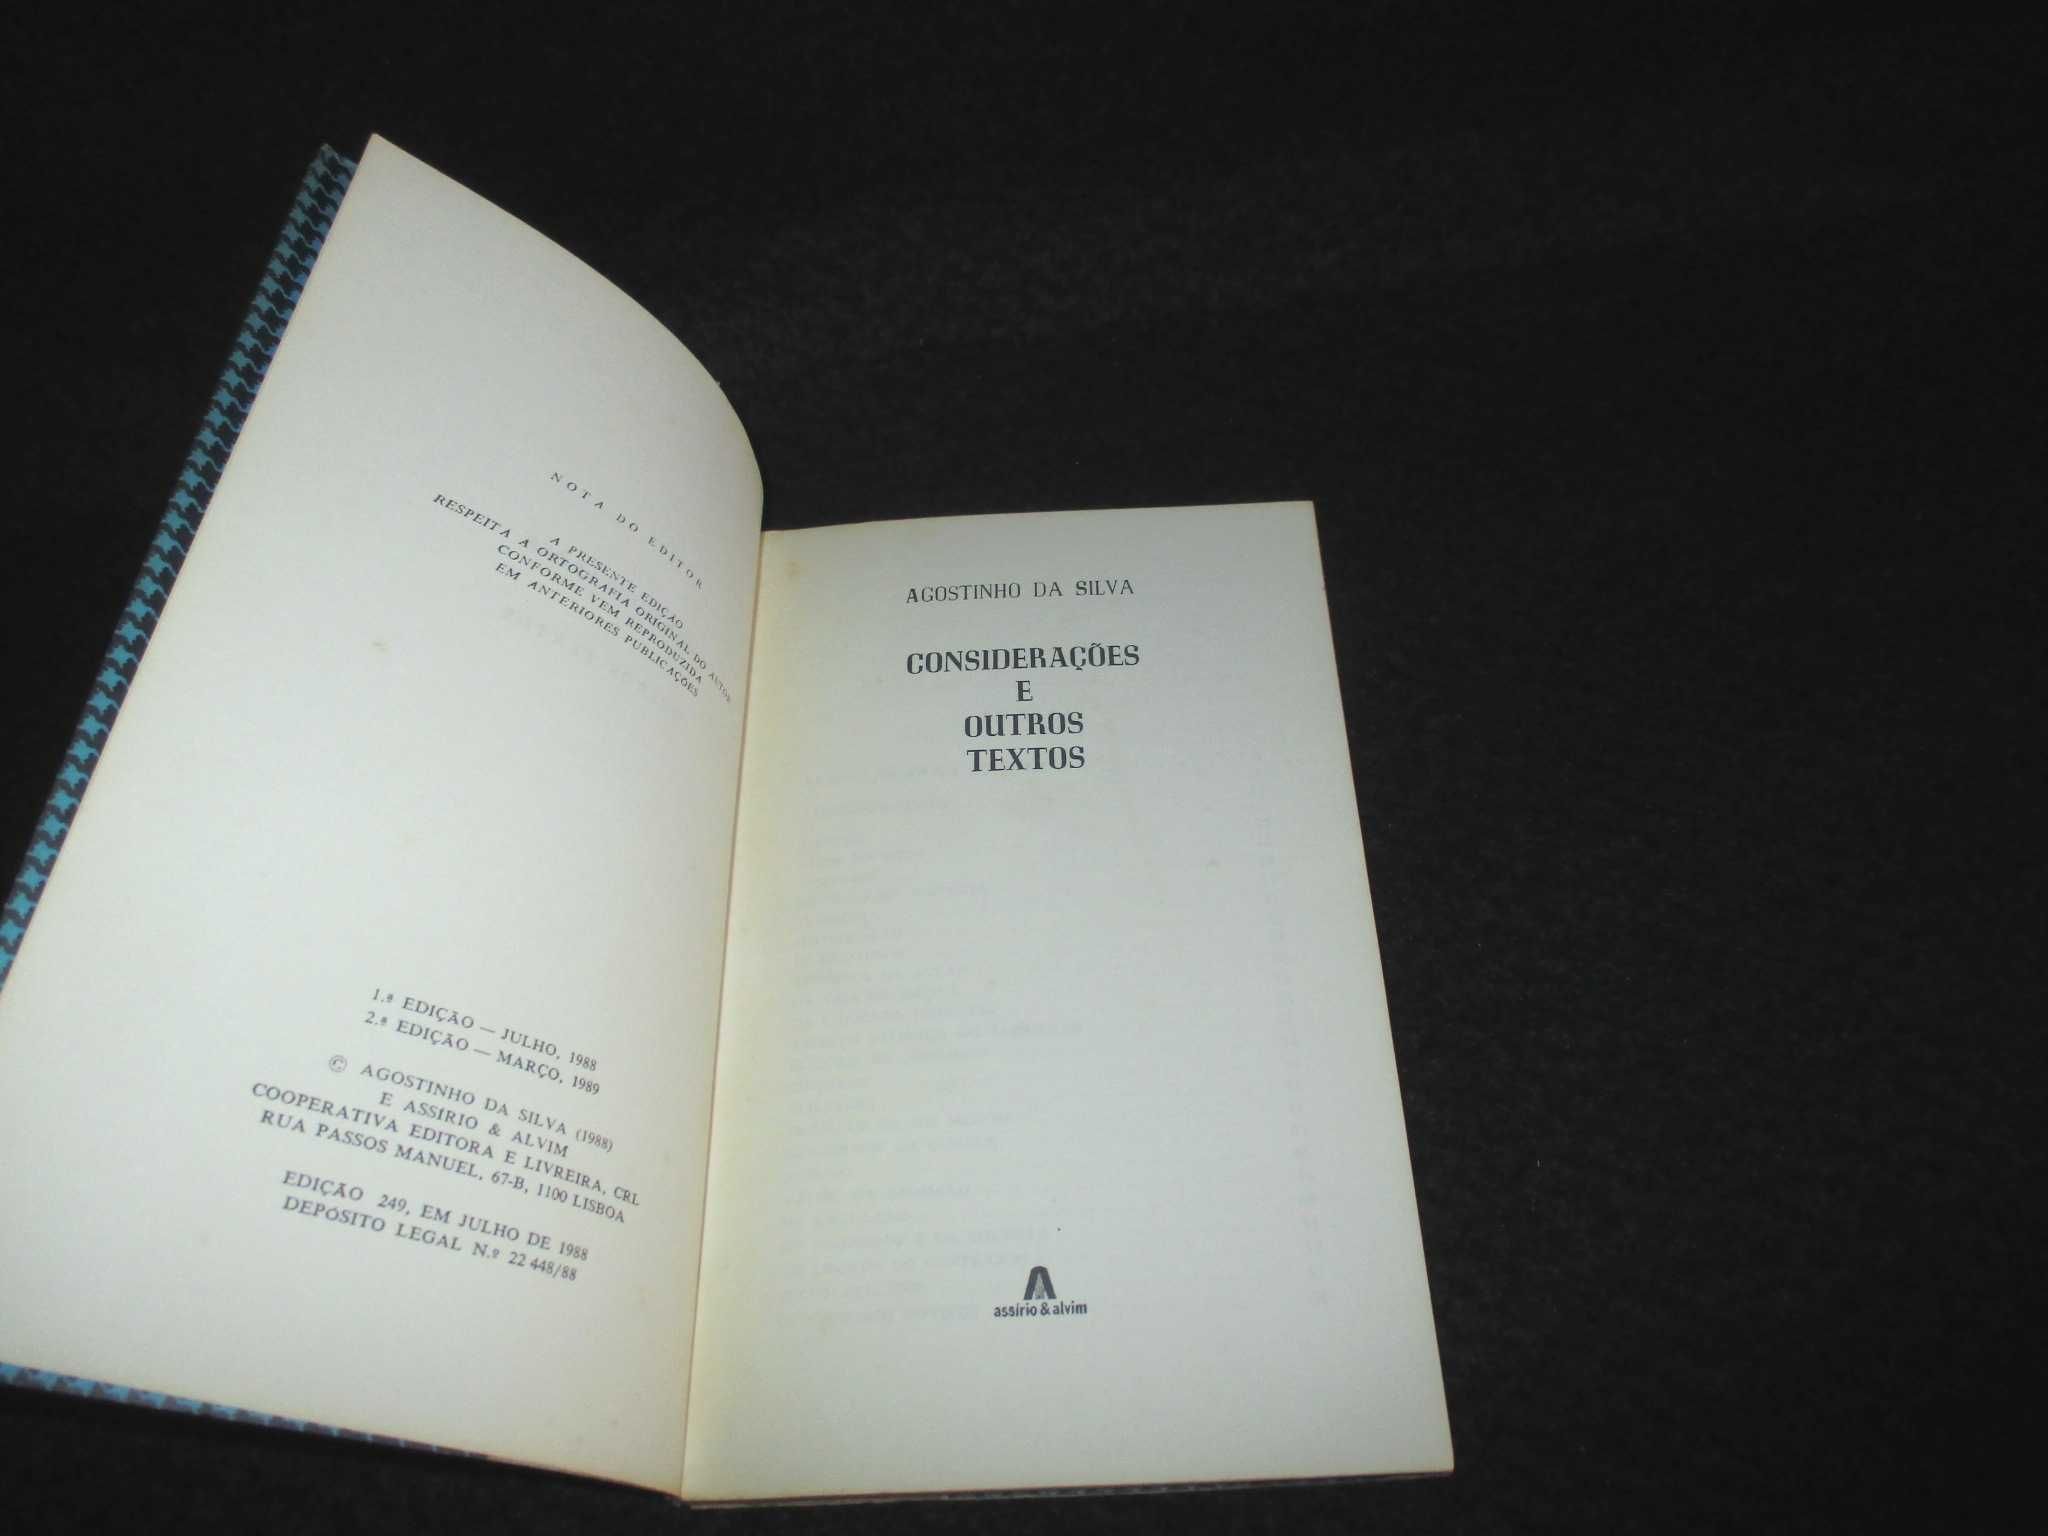 NOTA DO EDITOR
A PRESENTE EDIÇÃO
RESPEITA A ORTOGRAFIA ORIGINAL DO AUTOR
CONFORME VEM REPRODUZIDA
EM ANTERIORES PUBLICAÇÕES
1.ª EDIÇÃO — JULHO, 1988
2.ª EDIÇÃO — MARÇO, 1989
© AGOSTINHO DA SILVA (1988)
E ASSÍRIO & ALVIM
COOPERATIVA EDITORA E LIVREIRA, CRL
RUA PASSOS MANUEL, 67-B, 1100 LISBOA
EDIÇÃO 249, EM JULHO DE 1988
DEPÓSITO LEGAL N.º 22 448/88
AGOSTINHO DA SILVA
CONSIDERAÇÕES
E
OUTROS
TEXTOS
assírio & alvim